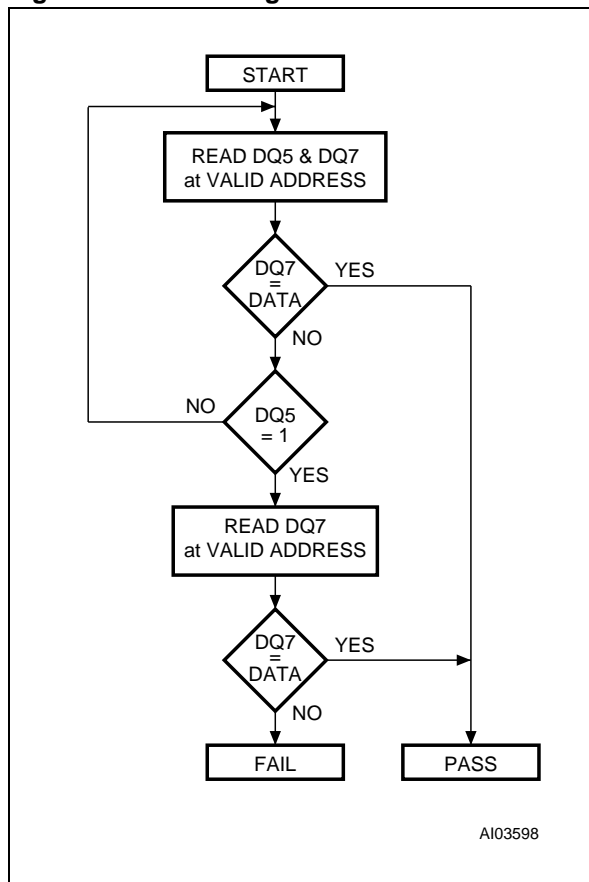 START
READ DQ5 & DQ7
at VALID ADDRESS
DQ7
=
DATA
YES
NO
NO
DQ5
= 1
YES
READ DQ7
at VALID ADDRESS
DQ7
=
DATA
YES
NO
FAIL
PASS
AI03598